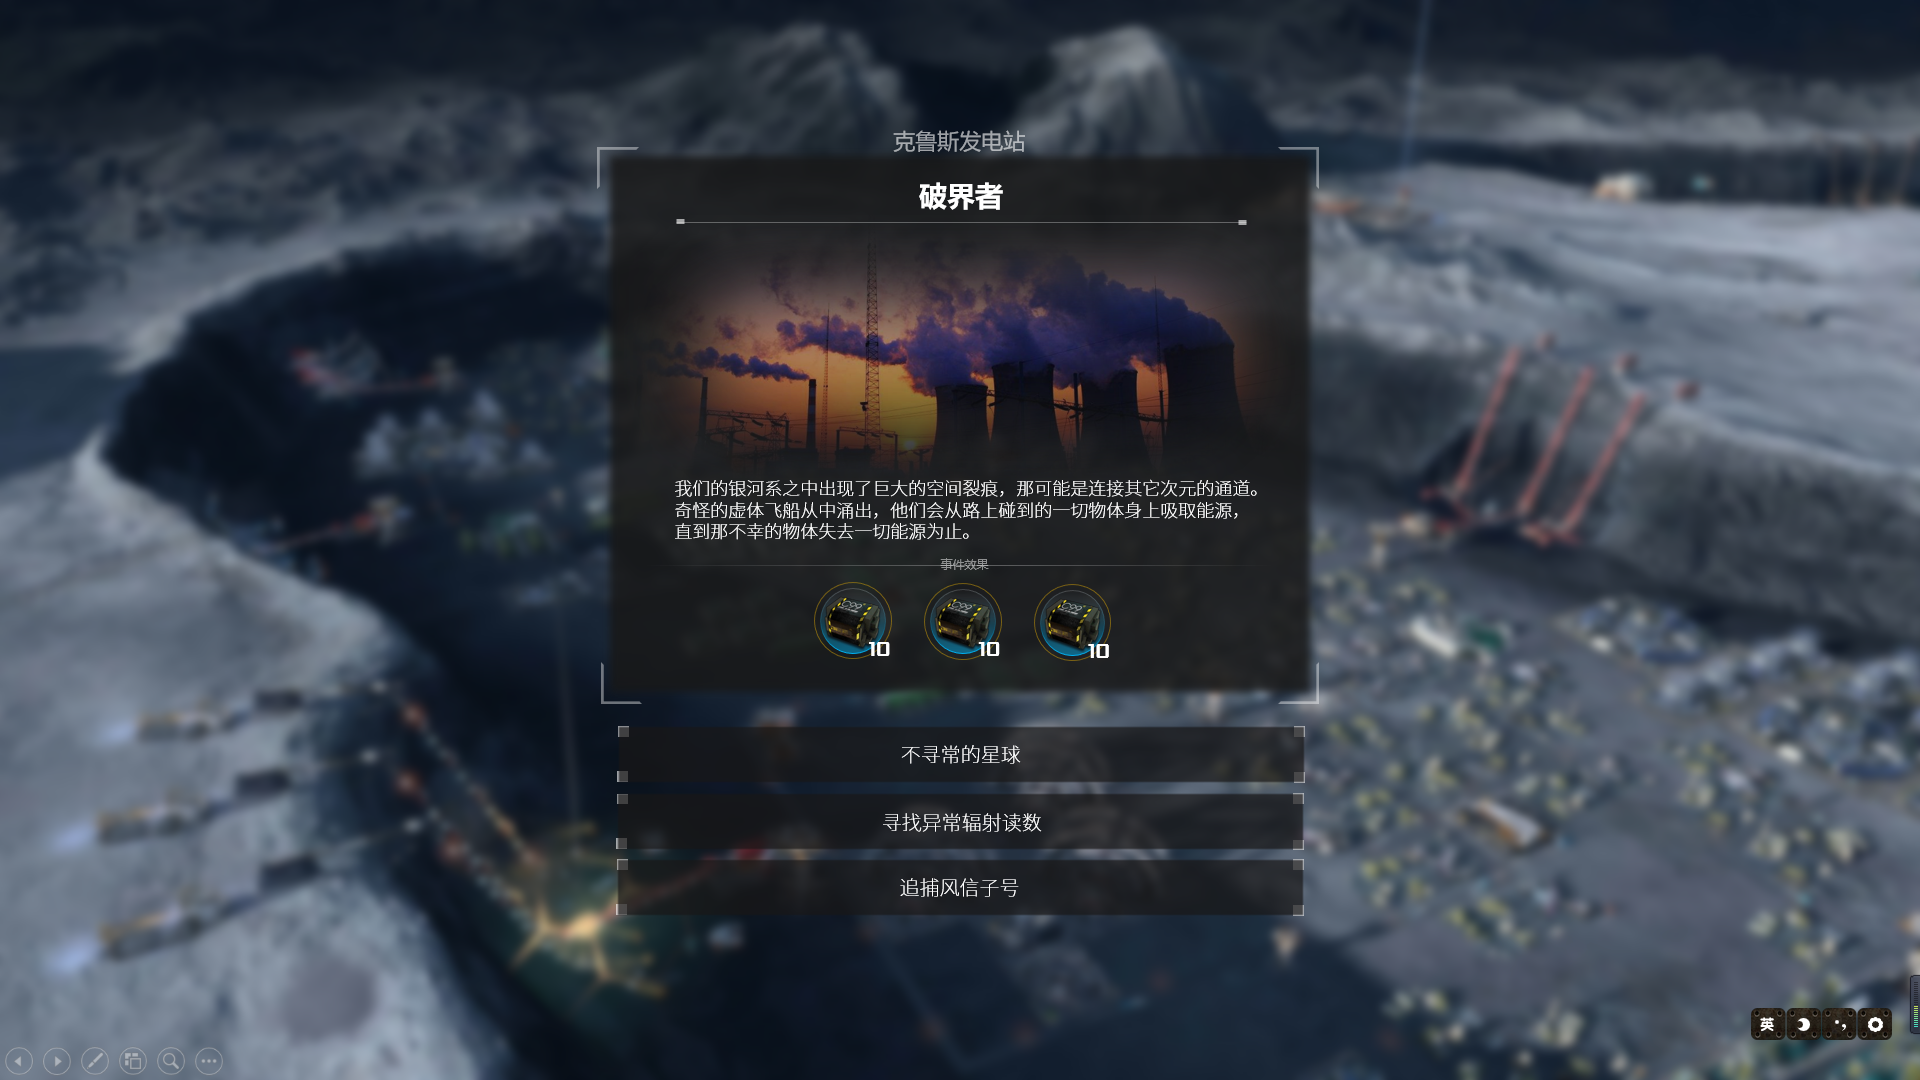 克鲁斯发电站
破界者
我们的银河系之中出现了巨大的空间裂痕，那可能是连接其它次元的通道。
奇怪的虚体飞船从中涌出，他们会从路上碰到的一切物体身上吸取能源，
直到那不幸的物体失去一切能源为止。
事件效果
10
10
10
不寻常的星球
寻找异常辐射读数
追捕风信子号
英